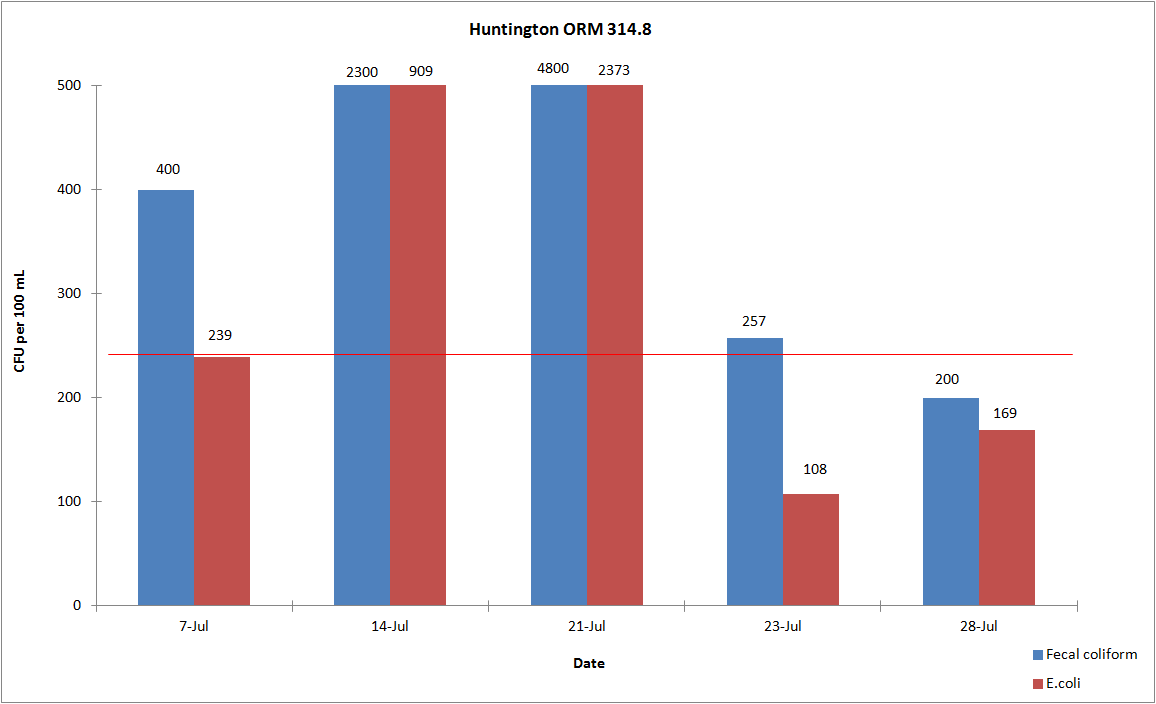 Huntington ORM 314.8
CFU per 100 mL
500
400
300
200
100
0
400
239
2300
909
4800
2373
257
108
200
169
7-Jul
14-Jul
21-Jul
23-Jul
28-Jul
Date
Fecal coliform
E.coli